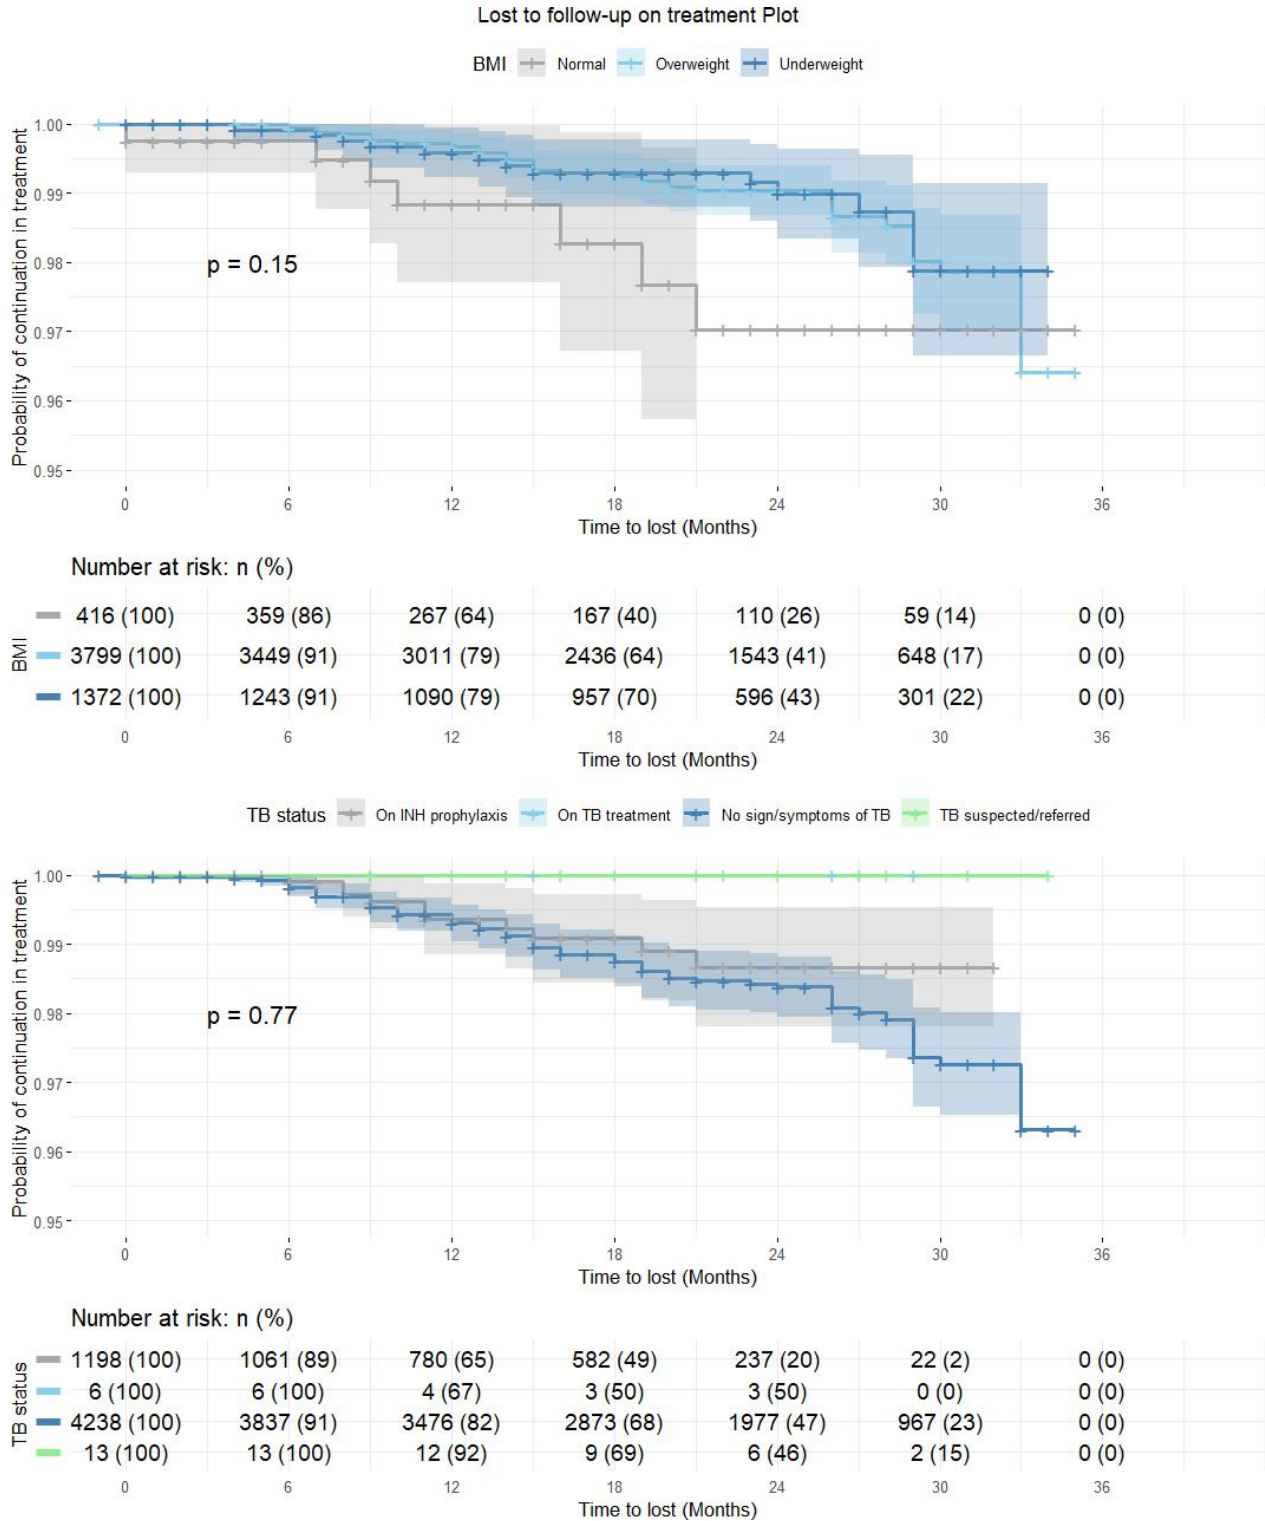 Lost to follow-up on treatment Plot
BMI Normal Overweight Underweight
Probability of continuation in treatment
1.00
0.99
0.98
0.97
0.96
0.95
p = 0.15
0 6 12 18 24 30 36
Time to lost (Months)
Number at risk: n (%)
BMI
416 (100) 359 (86) 267 (64) 167 (40) 110 (26) 59 (14) 0 (0)
3799 (100) 3449 (91) 3011 (79) 2436 (64) 1543 (41) 648 (17) 0 (0)
1372 (100) 1243 (91) 1090 (79) 957 (70) 596 (43) 301 (22) 0 (0)
0 6 12 18 24 30 36
Time to lost (Months)
TB status On INH prophylaxis On TB treatment No sign/symptoms of TB TB suspected/referred
Probability of continuation in treatment
1.00
0.99
0.98
0.97
0.96
0.95
p = 0.77
0 6 12 18 24 30 36
Time to lost (Months)
Number at risk: n (%)
TB status
1198 (100) 1061 (89) 780 (65) 582 (49) 237 (20) 22 (2) 0 (0)
6 (100) 6 (100) 4 (67) 3 (50) 3 (50) 0 (0) 0 (0)
4238 (100) 3837 (91) 3476 (82) 2873 (68) 1977 (47) 967 (23) 0 (0)
13 (100) 13 (100) 12 (92) 9 (69) 6 (46) 2 (15) 0 (0)
0 6 12 18 24 30 36
Time to lost (Months)